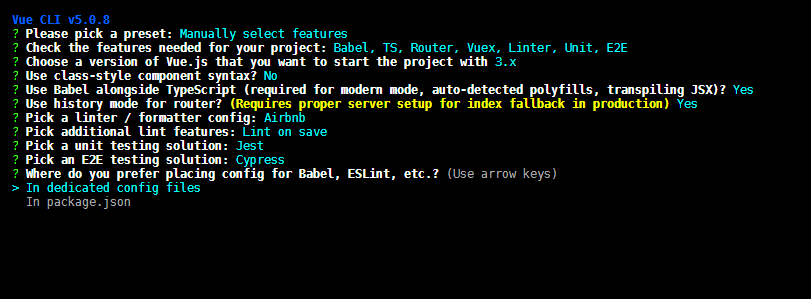 Vue CLI v5.0.8
? Please pick a preset: Manually select features
? Check the features needed for your project: Babel, TS, Router, Vuex, Linter, Unit, E2E
? Choose a version of Vue.js that you want to start the project with 3.x
? Use class-style component syntax? No
? Use Babel alongside TypeScript (required for modern mode, auto-detected polyfills, transpiling JSX)? Yes
? Use history mode for router? (Requires proper server setup for index fallback in production) Yes
? Pick a linter / formatter config: Airbnb
? Pick additional lint features: Lint on save
? Pick a unit testing solution: Jest
? Pick an E2E testing solution: Cypress
? Where do you prefer placing config for Babel, ESLint, etc.? (Use arrow keys)
> In dedicated config files
In package.json